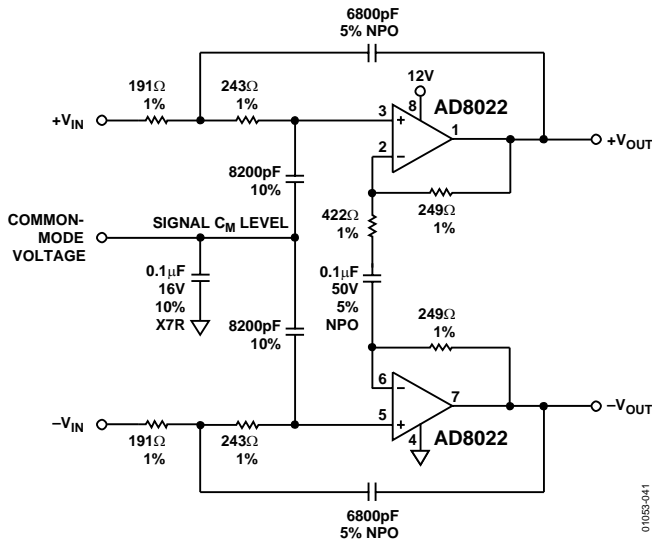 6800pF
5% NPO
191Ω
1%
243Ω
1%
12V
8
AD8022
+VIN
3
+
1
+VOUT
2
–
8200pF
10%
249Ω
1%
422Ω
1%
COMMON-
MODE
VOLTAGE
SIGNAL CM LEVEL
0.1µF
16V
10%
X7R
8200pF
10%
0.1µF
50V
5%
NPO
249Ω
1%
6
–
7
–VOUT
5
+
4
AD8022
–VIN
191Ω
1%
243Ω
1%
6800pF
5% NPO
01053-041